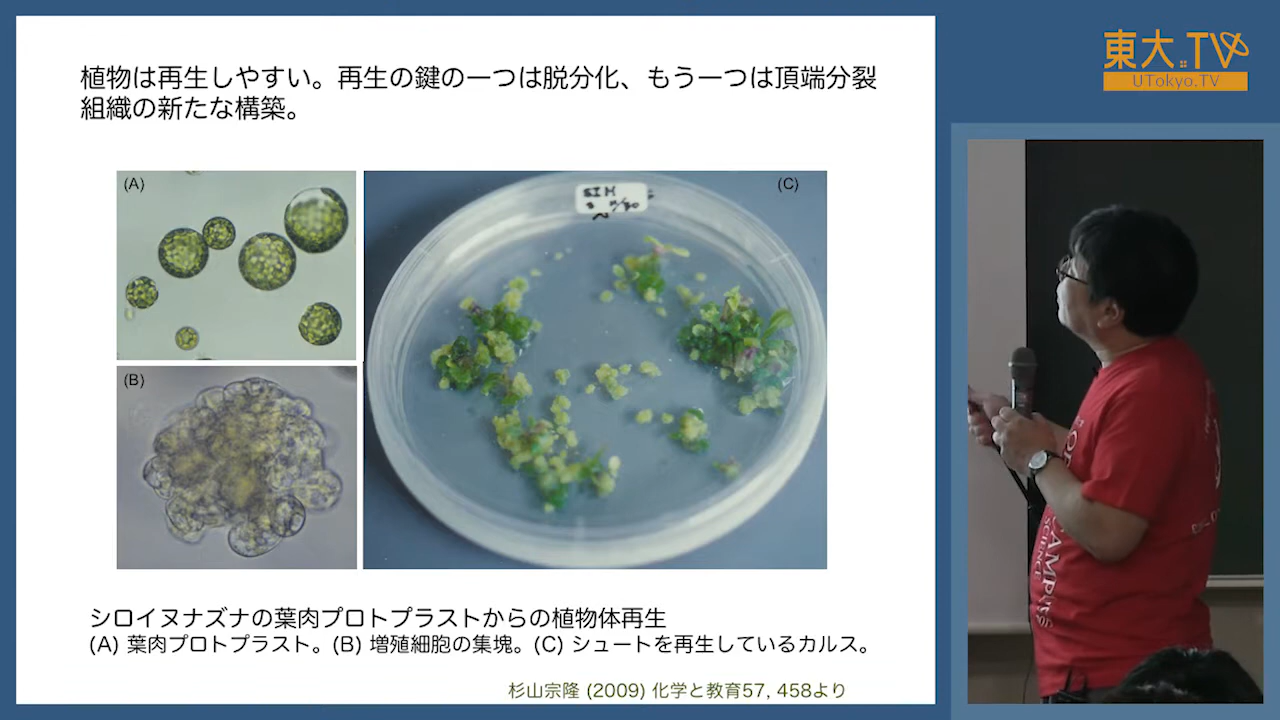 植物は再生しやすい。再生の鍵の一つは脱分化、もう一つは頂端分裂
組織の新たな構築。
(A)
(B)
(C)
シロイヌナズナの葉肉プロトプラストからの植物体再生
(A) 葉肉プロトプラスト。(B) 増殖細胞の集塊。(C) シュートを再生しているカルス。
杉山宗隆 (2009) 化学と教育57, 458より
東大.TV
UTokyo.TV